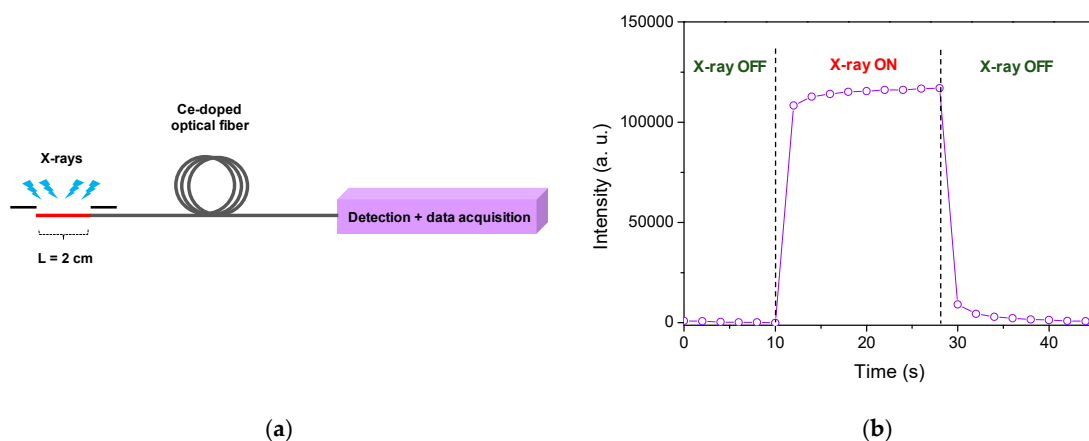 Ce-doped
optical fiber
X-rays
Detection + data acquisition
L = 2 cm
(a)
150000
100000
50000
0
Intensity (a. u.)
X-ray OFF
X-ray ON
X-ray OFF
0
10
20
30
40
Time (s)
(b)